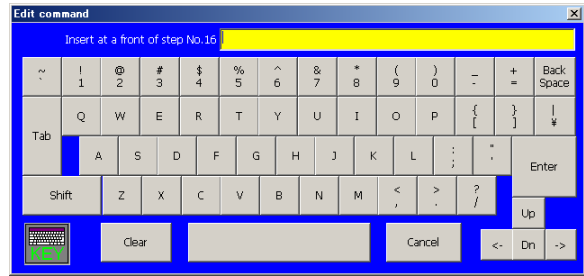 Edit command
Insert at a front of step No.16
~ ! @ # $ % ^ & * ( ) _ + Back
` 1 2 3 4 5 6 7 8 9 0 - = Space
Tab Q W E R T Y U I O P { } |
[ ] ¥
A S D F G H J K L : "
; ' Enter
Shift Z X C V B N M < > ?
, . /
Up
KEY Clear Cancel <- Dn ->